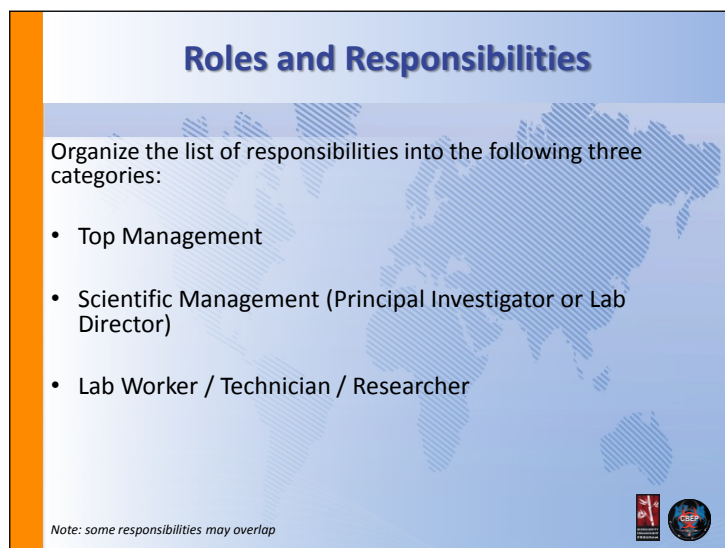 Roles and Responsibilities
Organize the list of responsibilities into the following three
categories:
• Top Management
• Scientific Management (Principal Investigator or Lab
Director)
• Lab Worker / Technician / Researcher
Note: some responsibilities may overlap
CBEP